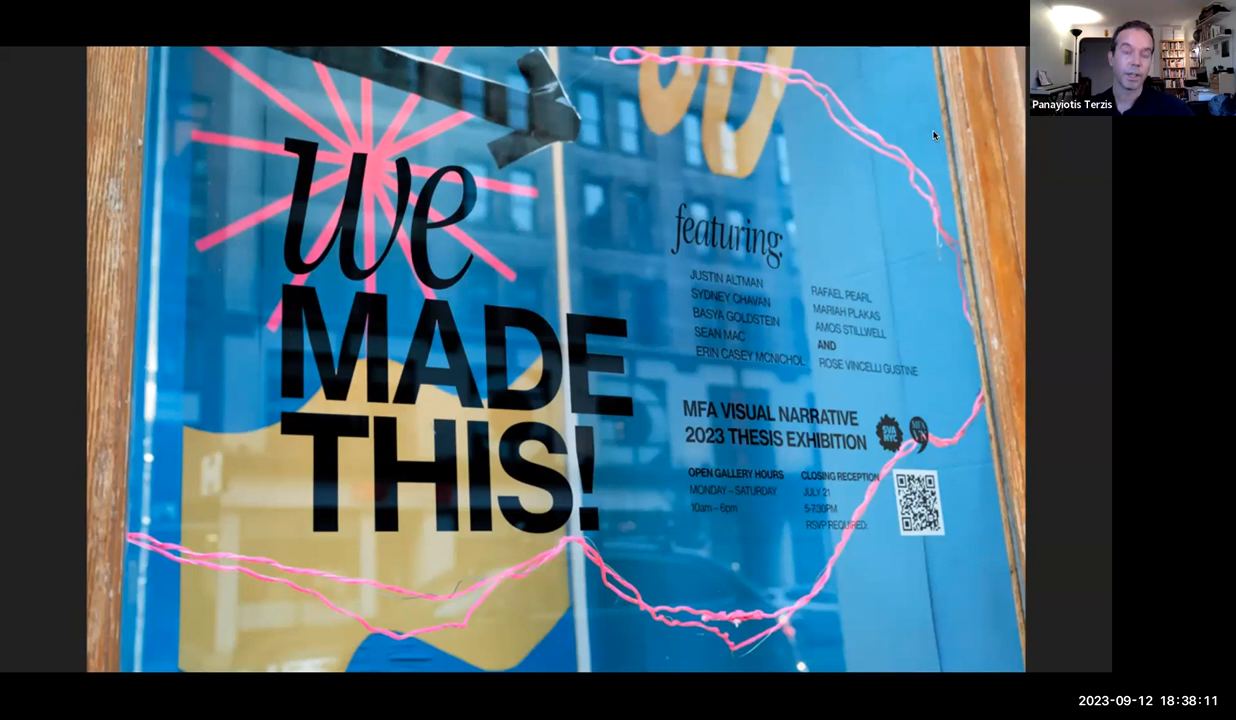 we
MADE
THIS!
featuring:
JUSTIN ALTMAN
SYDNEY CHAVAN
BASYA GOLDSTEIN
SEAN MAC
ERIN CASEY MCNICHOL
RAFAEL PEARL
MARIAH PLAKAS
AMOS STILLWELL
AND
ROSE VINCELLI GUSTINE
MFA VISUAL NARRATIVE
2023 THESIS EXHIBITION
SVA
NYC
OPEN GALLERY HOURS
MONDAY – SATURDAY
10am – 6pm
CLOSING RECEPTION
JULY 21
5-7:30PM
RSVP REQUIRED:
Panayiotis Terzis
2023-09-12 18:38:11